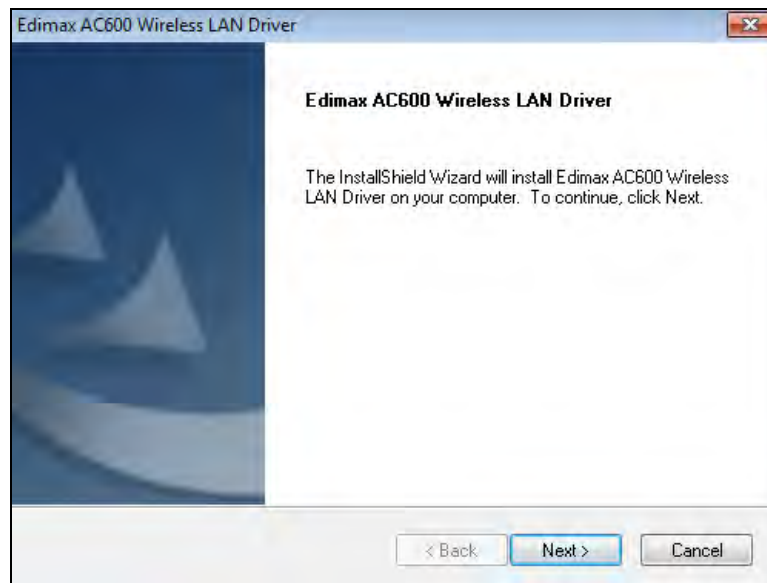 Edimax AC600 Wireless LAN Driver
Edimax AC600 Wireless LAN Driver
The InstallShield Wizard will install Edimax AC600 Wireless
LAN Driver on your computer.  To continue, click Next.
< Back Next > Cancel